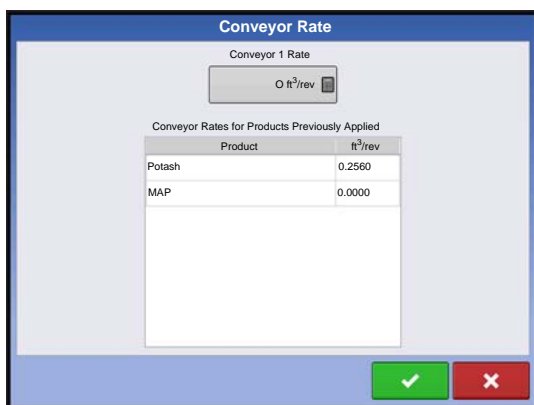 Conveyor Rate
Conveyor 1 Rate
O ft³/rev
Conveyor Rates for Products Previously Applied
Product ft³/rev
Potash 0.2560
MAP 0.0000